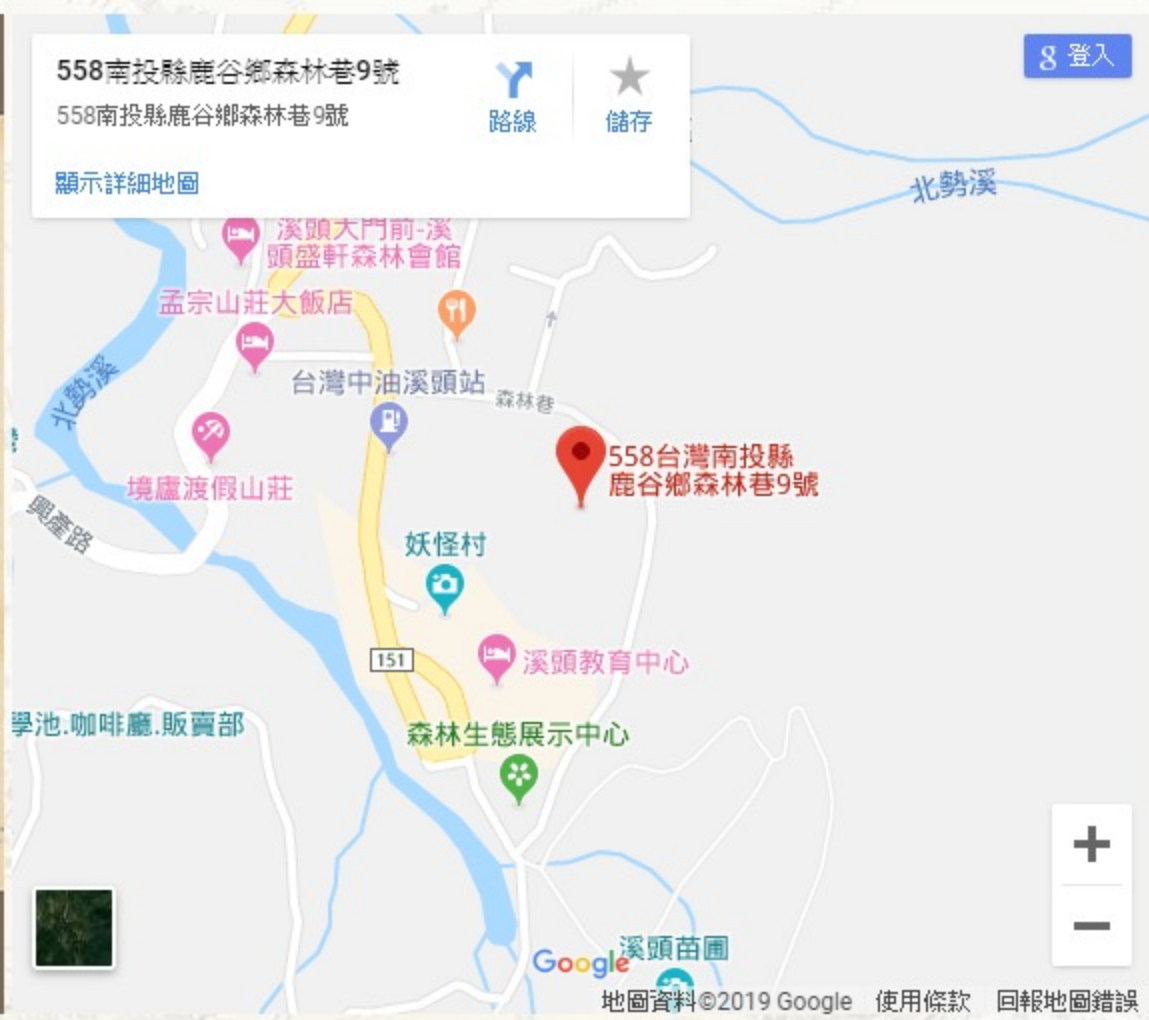 558南投縣鹿谷鄉森林巷9號
558南投縣鹿谷鄉森林巷9號
路線
儲存
顯示詳細地圖
g 登入
北勢溪
溪頭大門前-溪
頭盛軒森林會館
孟宗山莊大飯店
台灣中油溪頭站
森林巷
北勢溪
558台灣南投縣
鹿谷鄉森林巷9號
境廬渡假山莊
興產路
妖怪村
151
溪頭教育中心
學池.咖啡廳.販賣部
森林生態展示中心
溪頭苗圃
Google
地圖資料©2019 Google
使用條款
回報地圖錯誤